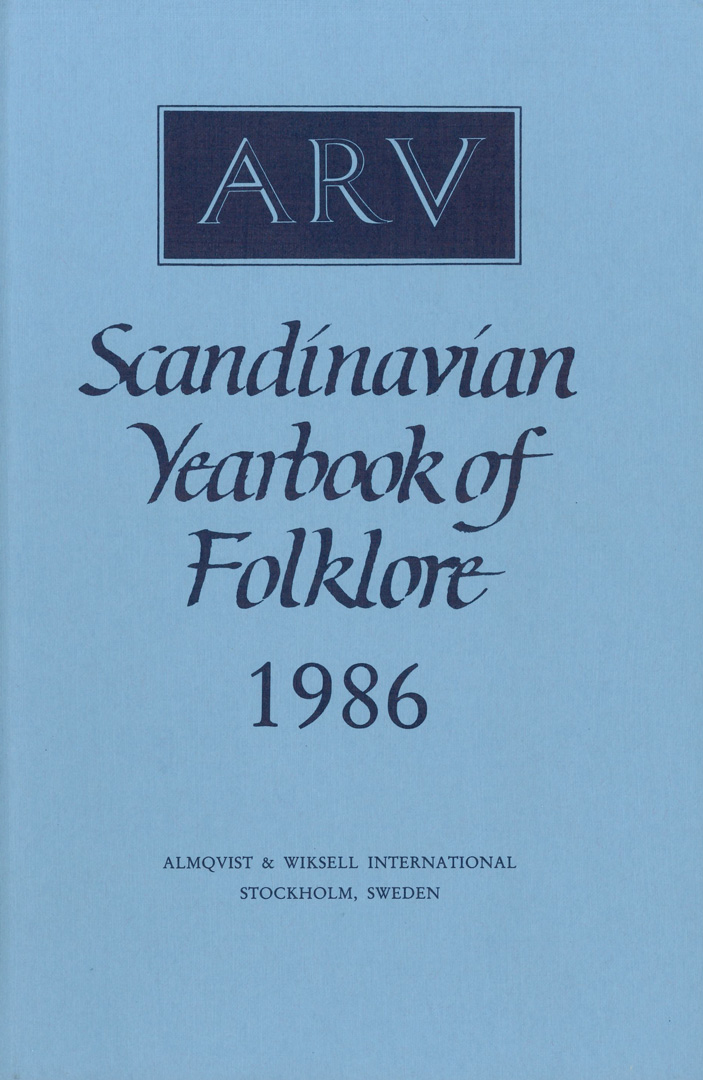 ARV
Scandinavian
Yearbook of
Folklore
1986
ALMQVIST & WIKSELL INTERNATIONAL
STOCKHOLM, SWEDEN